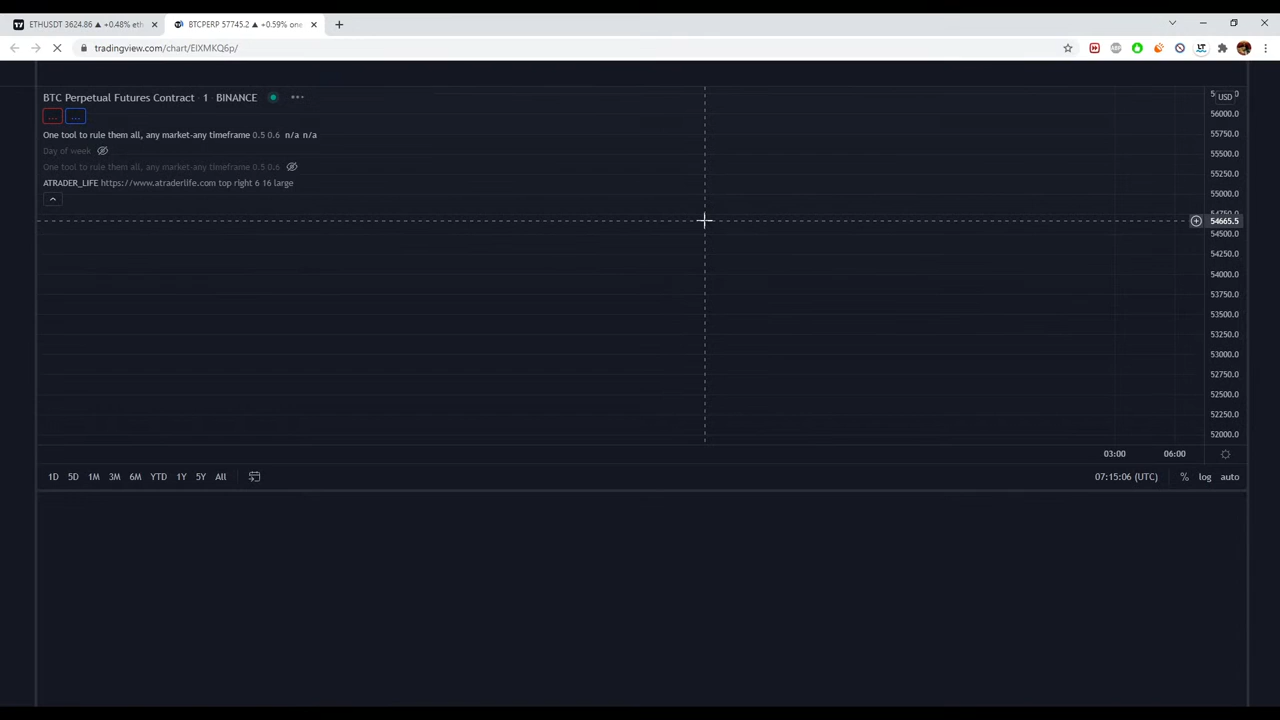 ETHUSDT 3624.86 ▲ +0.48% eth
BTCPERP 57745.2 ▲ +0.59% one
tradingview.com/chart/EIXMKQ6p/
BTC Perpetual Futures Contract · 1 · BINANCE
USD
One tool to rule them all, any market-any timeframe 0.5 0.6 n/a n/a
Day of week
One tool to rule them all, any market-any timeframe 0.5 0.6
ATRADER_LIFE https://www.atraderlife.com top right 6 16 large
56000.0
55750.0
55500.0
55250.0
55000.0
54750.0
54665.5
54500.0
54250.0
54000.0
53750.0
53500.0
53250.0
53000.0
52750.0
52500.0
52250.0
52000.0
03:00 06:00
1D 5D 1M 3M 6M YTD 1Y 5Y All
07:15:06 (UTC) % log auto